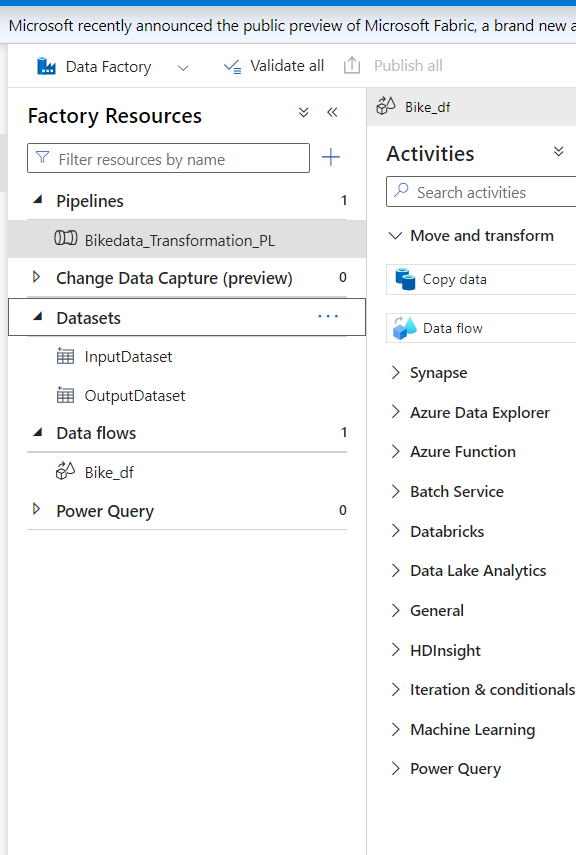 Microsoft recently announced the public preview of Microsoft Fabric, a brand new a
Data Factory
Validate all
Publish all
Factory Resources
Filter resources by name
Pipelines 1
Bikedata_Transformation_PL
Change Data Capture (preview) 0
Datasets ...
InputDataset
OutputDataset
Data flows 1
Bike_df
Power Query 0
Bike_df
Activities
Search activities
Move and transform
Copy data
Data flow
Synapse
Azure Data Explorer
Azure Function
Batch Service
Databricks
Data Lake Analytics
General
HDInsight
Iteration & conditionals
Machine Learning
Power Query